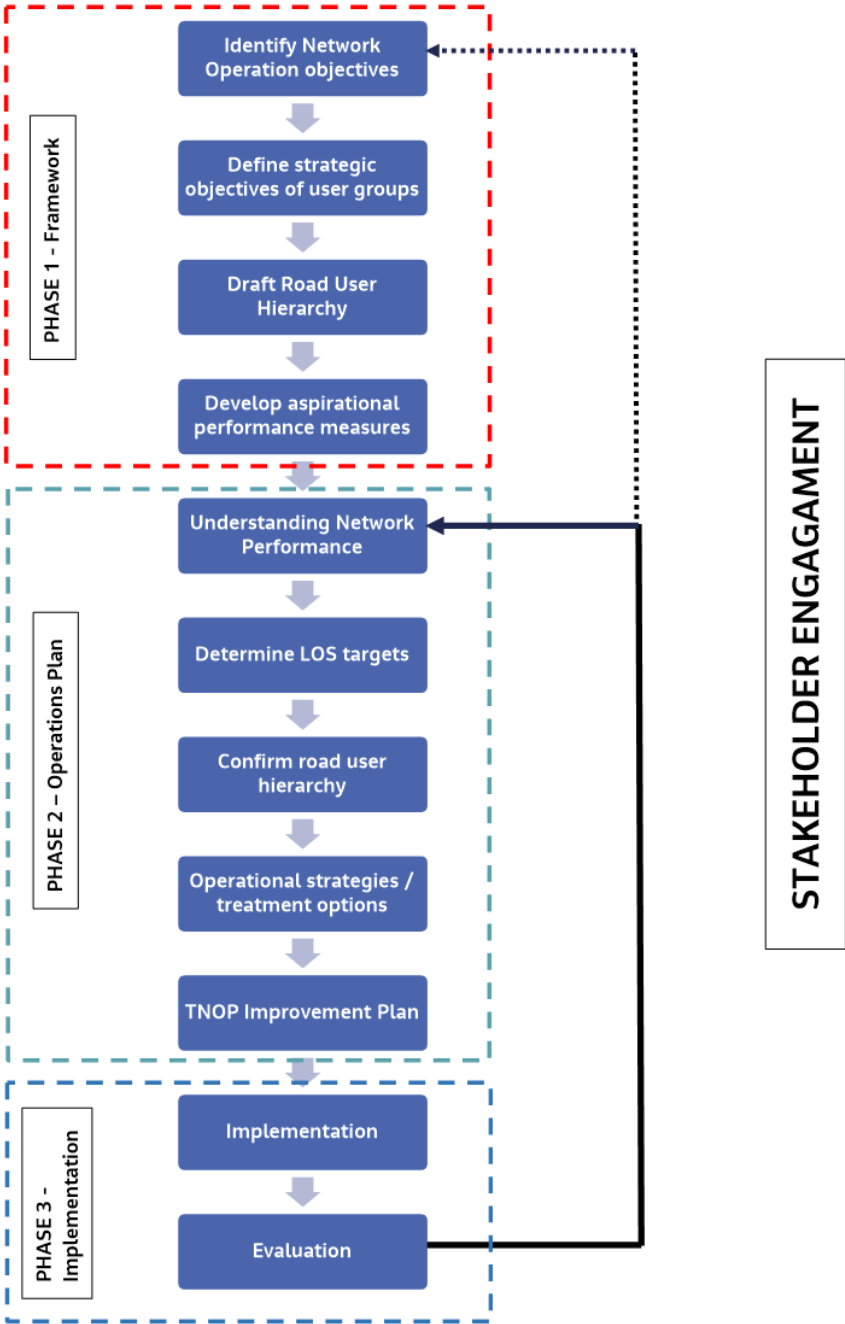 PHASE 1 - Framework
Identify Network
Operation objectives
Define strategic
objectives of user groups
Draft Road User
Hierarchy
Develop aspirational
performance measures
PHASE 2 – Operations Plan
Understanding Network
Performance
Determine LOS targets
Confirm road user
hierarchy
Operational strategies /
treatment options
TNOP Improvement Plan
PHASE 3 -
Implementation
Implementation
Evaluation
STAKEHOLDER ENGAGAMENT